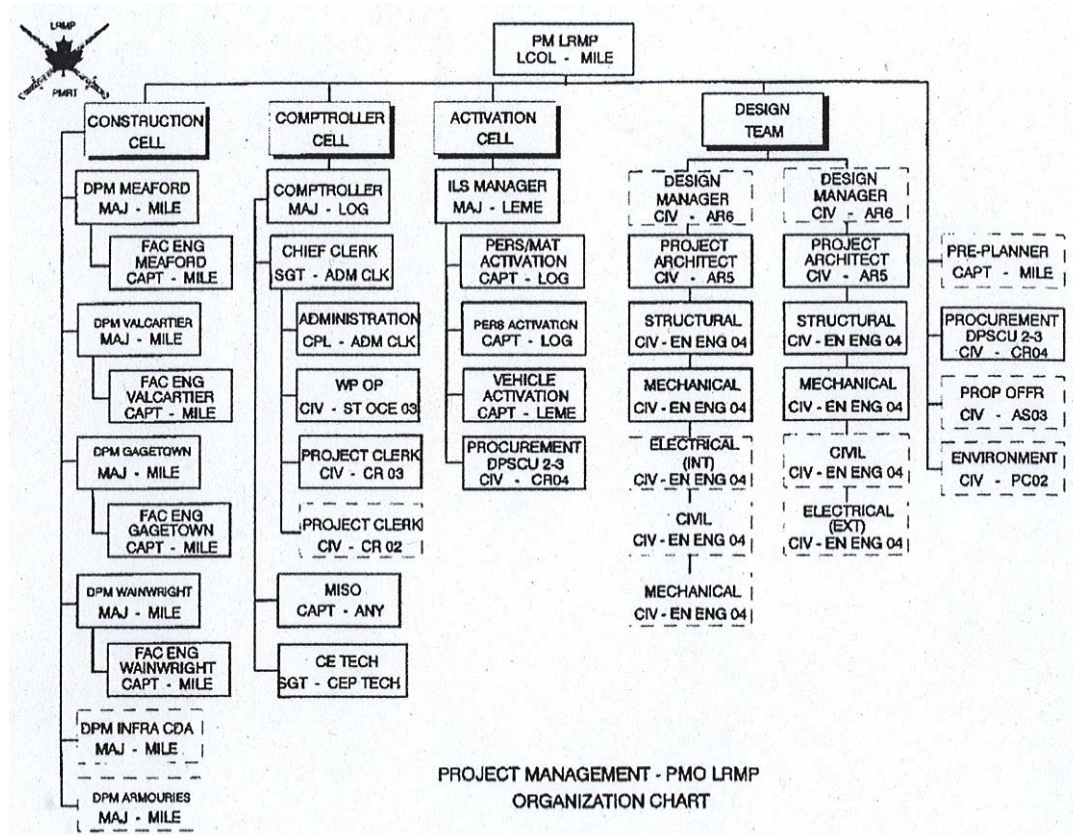 LRMP
PMRT
PM LRMP
LCOL - MILE
CONSTRUCTION
CELL
DPM MEAFORD
MAJ - MILE
FAC ENG
MEAFORD
CAPT - MILE
DPM VALCARTIER
MAJ - MILE
FAC ENG
VALCARTIER
CAPT - MILE
DPM GAGETOWN
MAJ - MILE
FAC ENG
GAGETOWN
CAPT - MILE
DPM WAINWRIGHT
MAJ - MILE
FAC ENG
WAINWRIGHT
CAPT - MILE
DPM INFRA CDA
MAJ - MILE
DPM ARMOURIES
MAJ - MILE
COMPTROLLER
CELL
COMPTROLLER
MAJ - LOG
CHIEF CLERK
SGT - ADM CLK
ADMINISTRATION
CPL - ADM CLK
WP OP
CIV - ST OCE 03
PROJECT CLERK
CIV - CR 03
PROJECT CLERK
CIV - CR 02
MISO
CAPT - ANY
CE TECH
SGT - CEP TECH
ACTIVATION
CELL
ILS MANAGER
MAJ - LEME
PERS/MAT
ACTIVATION
CAPT - LOG
PERS ACTIVATION
CAPT - LOG
VEHICLE
ACTIVATION
CAPT - LEME
PROCUREMENT
DPSCU 2-3
CIV - CR04
DESIGN
TEAM
DESIGN
MANAGER
CIV - AR6
PROJECT
ARCHITECT
CIV - AR5
STRUCTURAL
CIV - EN ENG 04
MECHANICAL
CIV - EN ENG 04
ELECTRICAL
(INT)
CIV - EN ENG 04
CIVIL
CIV - EN ENG 04
MECHANICAL
CIV - EN ENG 04
DESIGN
MANAGER
CIV - AR6
PROJECT
ARCHITECT
CIV - AR5
STRUCTURAL
CIV - EN ENG 04
MECHANICAL
CIV - EN ENG 04
CIVIL
CIV - EN ENG 04
ELECTRICAL
(EXT)
CIV - EN ENG 04
PRE-PLANNER
CAPT - MILE
PROCUREMENT
DPSCU 2-3
CIV - CR04
PROP OFFR
CIV - AS03
ENVIRONMENT
CIV - PC02
PROJECT MANAGEMENT - PMO LRMP
ORGANIZATION CHART